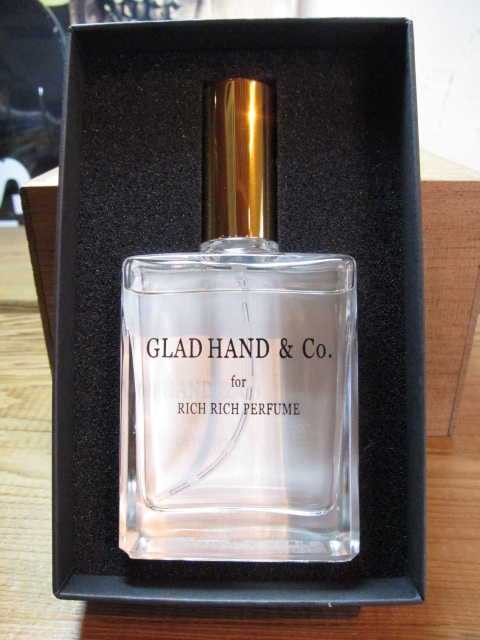 GLAD HAND & Co.
for
RICH RICH PERFUME